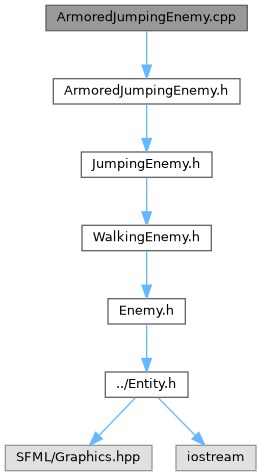 ArmoredJumpingEnemy.cpp
ArmoredJumpingEnemy.h
JumpingEnemy.h
WalkingEnemy.h
Enemy.h
../Entity.h
SFML/Graphics.hpp
iostream